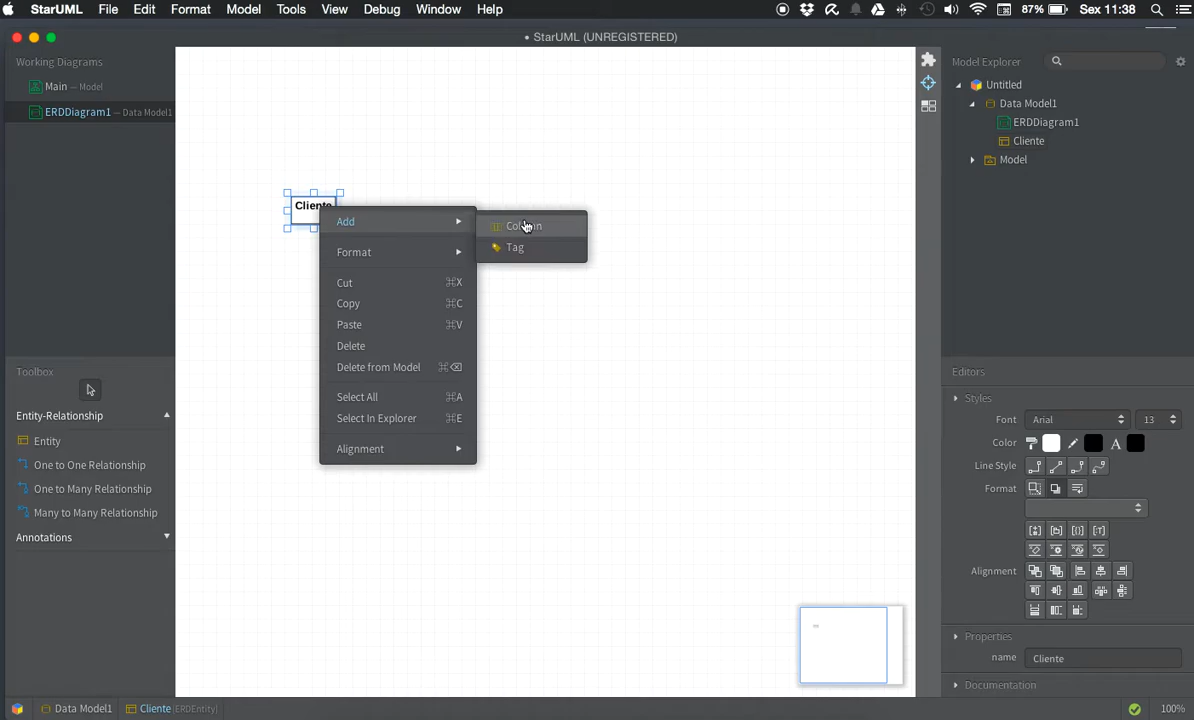 StarUML File Edit Format Model Tools View Debug Window Help 87% Sex 11:38
StarUML (UNREGISTERED)
Working Diagrams
Main — Model
ERDDiagram1 — Data Model1
Cliente
Add
Format
Cut ⌘X
Copy ⌘C
Paste ⌘V
Delete
Delete from Model ⌘⌫
Select All ⌘A
Select In Explorer ⌘E
Alignment
Column
Tag
Toolbox
Entity-Relationship
Entity
One to One Relationship
One to Many Relationship
Many to Many Relationship
Annotations
Model Explorer
Untitled
Data Model1
ERDDiagram1
Cliente
Model
Editors
Styles
Font Arial 13
Color A
Line Style
Format
Alignment
Properties
name Cliente
Documentation
Data Model1 Cliente [ERDEntity] 100%